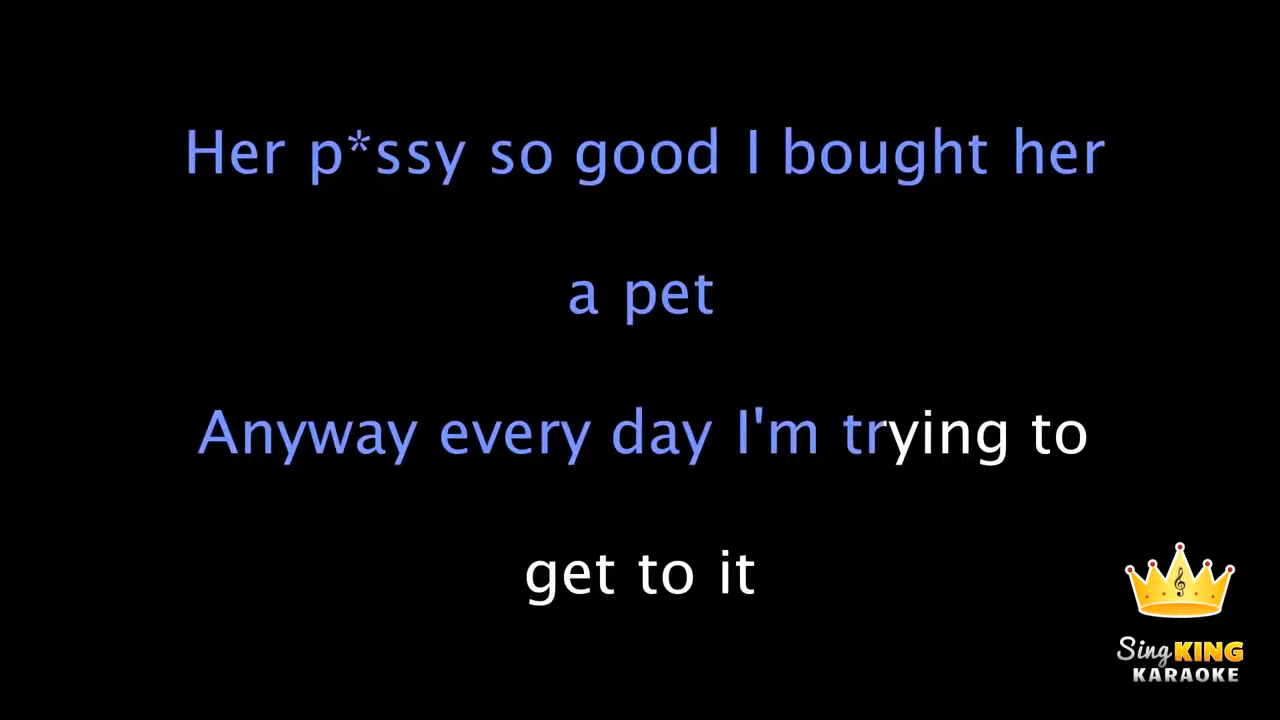 Her p*ssy so good I bought her
a pet
Anyway every day I'm trying to
get to it
Sing KING
KARAOKE